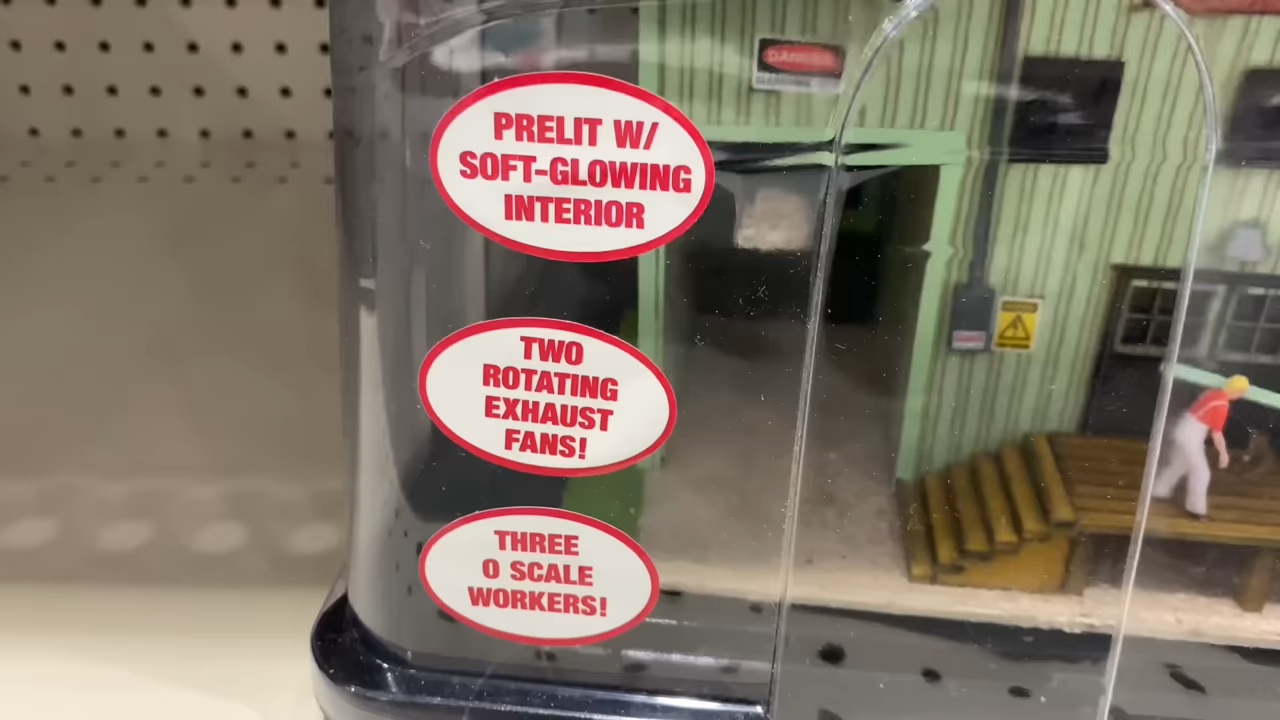 DANGER
PRELIT W/
SOFT-GLOWING
INTERIOR
TWO
ROTATING
EXHAUST
FANS!
THREE
O SCALE
WORKERS!